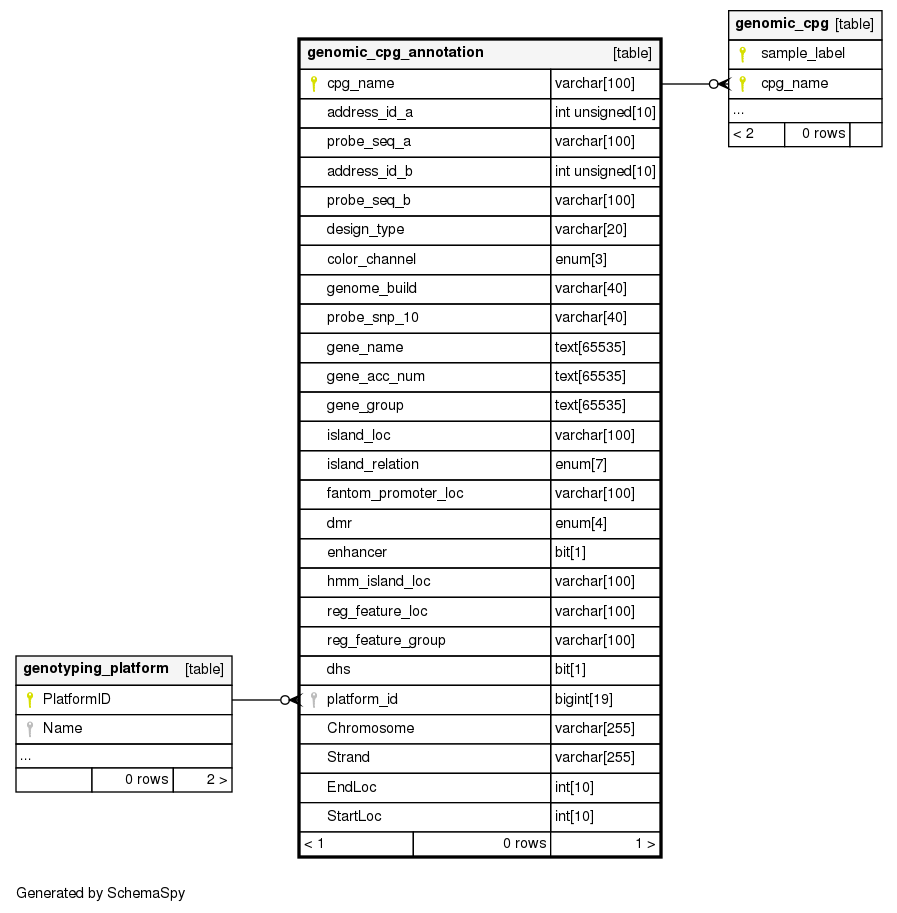 genomic_cpg [table]
sample_label
cpg_name
...
< 2 0 rows
genomic_cpg_annotation [table]
cpg_name varchar[100]
address_id_a int unsigned[10]
probe_seq_a varchar[100]
address_id_b int unsigned[10]
probe_seq_b varchar[100]
design_type varchar[20]
color_channel enum[3]
genome_build varchar[40]
probe_snp_10 varchar[40]
gene_name text[65535]
gene_acc_num text[65535]
gene_group text[65535]
island_loc varchar[100]
island_relation enum[7]
fantom_promoter_loc varchar[100]
dmr enum[4]
enhancer bit[1]
hmm_island_loc varchar[100]
reg_feature_loc varchar[100]
reg_feature_group varchar[100]
dhs bit[1]
platform_id bigint[19]
Chromosome varchar[255]
Strand varchar[255]
EndLoc int[10]
StartLoc int[10]
< 1 0 rows 1 >
genotyping_platform [table]
PlatformID
Name
...
0 rows 2 >
Generated by SchemaSpy